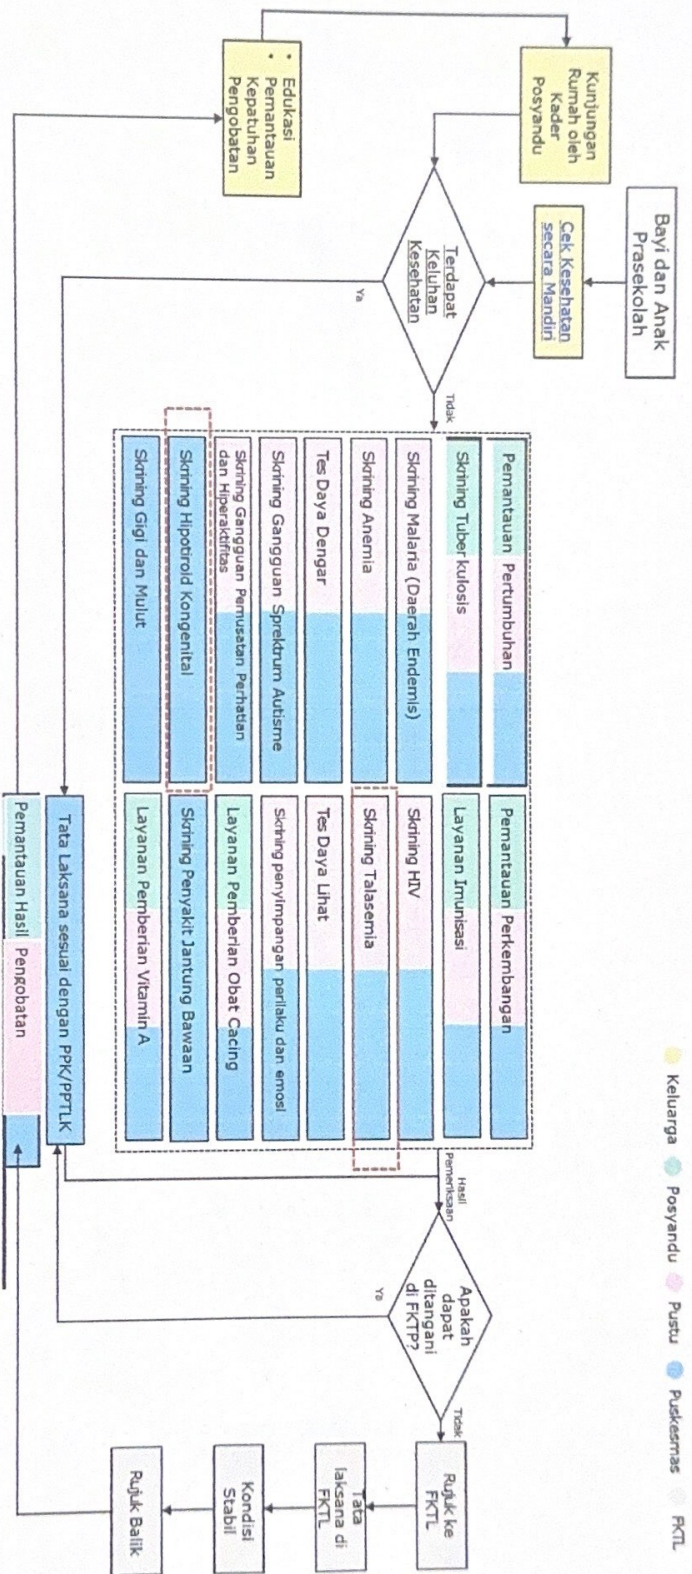 Keluarga
Posyandu
Pustu
Puskesmas
FKTL
Bayi dan Anak
Prasekolah
Cek Kesehatan
secara Mandiri
Kunjungan
Rumah oleh
Kader
Posyandu
Terdapat
Keluhan
Kesehatan
Tidak
Ya
• Edukasi
• Pemantauan
Kepatuhan
Pengobatan
Pemantauan Pertumbuhan
Skrining Tuberkulosis
Skrining Malaria (Daerah Endemis)
Skrining Anemia
Tes Daya Dengar
Skrining Gangguan Sprektrum Autisme
Skrining Gangguan Pemusatan Perhatian
dan Hiperaktifitas
Skrining Hipotiroid Kongenital
Skrining Gigi dan Mulut
Pemantauan Perkembangan
Layanan Imunisasi
Skrining HIV
Skrining Talasemia
Tes Daya Lihat
Skrining penyimpangan perilaku dan emosi
Layanan Pemberian Obat Cacing
Skrining Penyakit Jantung Bawaan
Layanan Pemberian Vitamin A
Hasil
Pemeriksaan
Apakah
dapat
ditangani
di FKTP?
Tidak
Ya
Rujuk ke
FKTL
Tata
laksana di
FKTL
Kondisi
Stabil
Rujuk Balik
Tata Laksana sesuai dengan PPK/PPTLK
Pemantauan Hasil Pengobatan